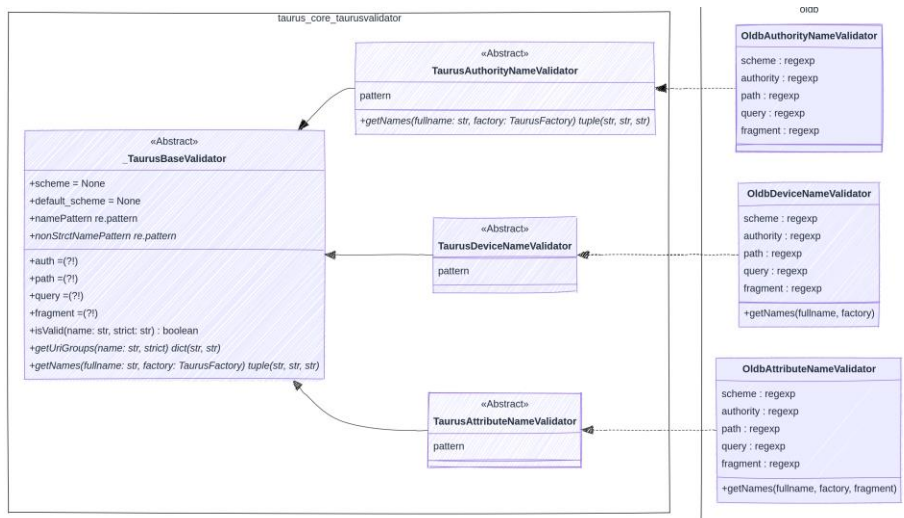 taurus_core_taurusvalidator
oldb
«Abstract»
TaurusAuthorityNameValidator
pattern
+getNames(fullname: str, factory: TaurusFactory) tuple(str, str, str)
OldbAuthorityNameValidator
scheme : regexp
authority : regexp
path : regexp
query : regexp
fragment : regexp
«Abstract»
_TaurusBaseValidator
+scheme = None
+default_scheme = None
+namePattern re.pattern
+nonStrctNamePattern re.pattern
+auth =(?!)
+path =(?!)
+query =(?!)
+fragment =(?!)
+isValid(name: str, strict: str) : boolean
+getUriGroups(name: str, strict) dict(str, str)
+getNames(fullname: str, factory: TaurusFactory) tuple(str, str, str)
«Abstract»
TaurusDeviceNameValidator
pattern
OldbDeviceNameValidator
scheme : regexp
authority : regexp
path : regexp
query : regexp
fragment : regexp
+getNames(fullname, factory)
«Abstract»
TaurusAttributeNameValidator
pattern
OldbAttributeNameValidator
scheme : regexp
authority : regexp
path : regexp
query : regexp
fragment : regexp
+getNames(fullname, factory, fragment)